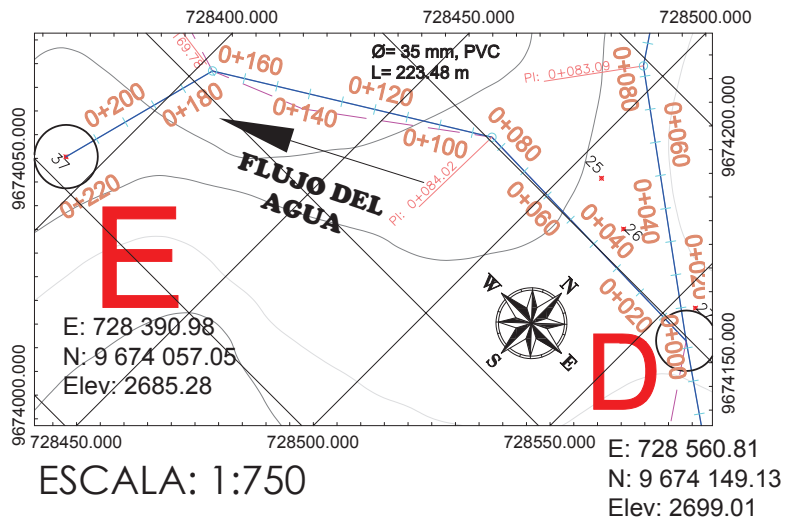 728400.000
728450.000
728500.000
169.78
0+160
Ø= 35 mm, PVC
L= 223.48 m
PI: 0+083.09
0+080
0+200
0+180
0+140
0+120
0+100
0+080
0+060
9674200.000
9674050.000
37
0+220
FLUJO DEL
AGUA
PI: 0+084.02
25
26
0+060
0+040
0+040
0+020
0+020
0+000
E
W
N
S
E
D
9674150.000
E: 728 390.98
N: 9 674 057.05
Elev: 2685.28
9674000.000
728450.000
728500.000
728550.000
E: 728 560.81
N: 9 674 149.13
Elev: 2699.01
ESCALA: 1:750